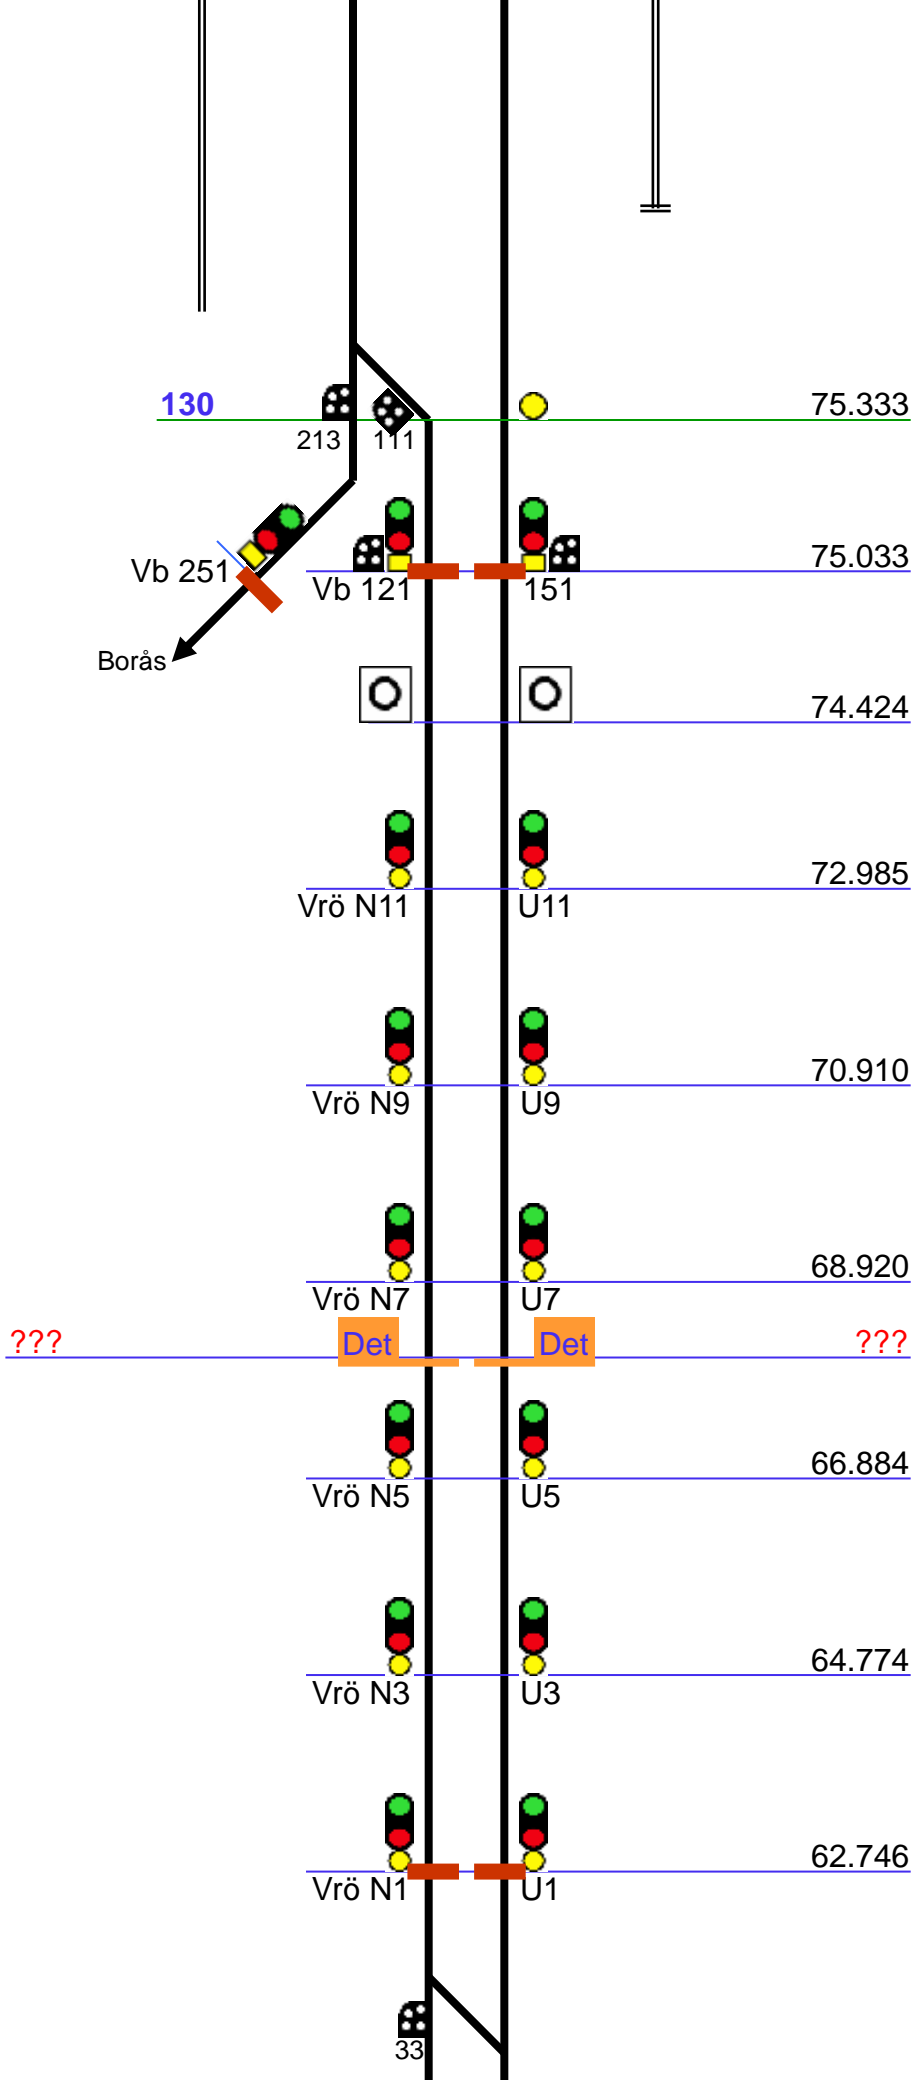 130 75.333
213 111
Vb 251 75.033
Vb 121 151
Borås
74.424
72.985
Vrö N11 U11
70.910
Vrö N9 U9
68.920
Vrö N7 U7
??? Det Det ???
66.884
Vrö N5 U5
64.774
Vrö N3 U3
62.746
Vrö N1 U1
33